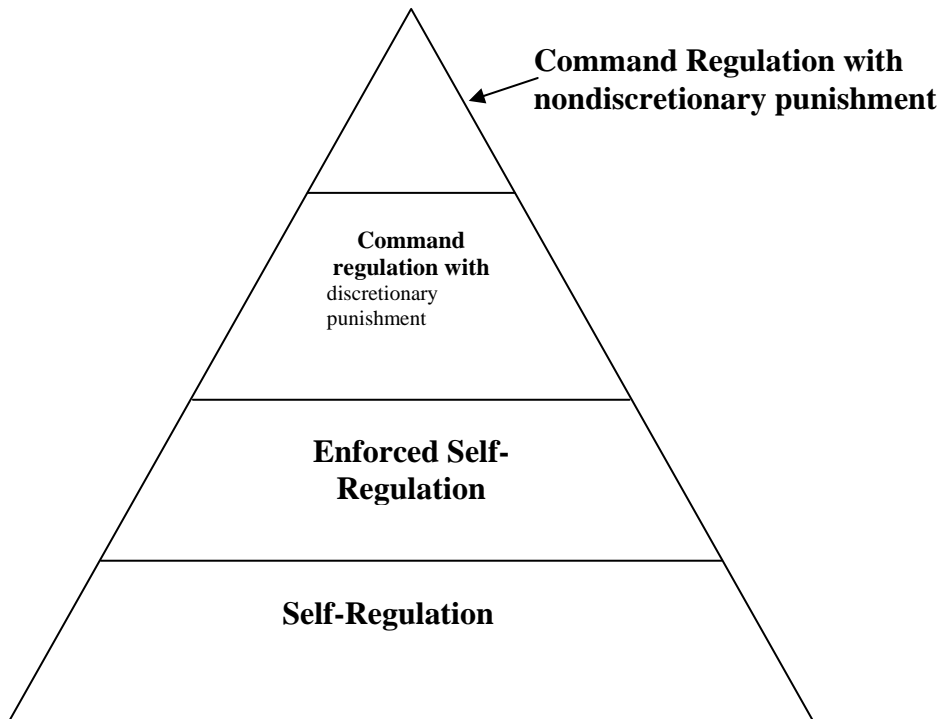 Command Regulation with
nondiscretionary punishment
Command
regulation with
discretionary
punishment
Enforced Self-
Regulation
Self-Regulation